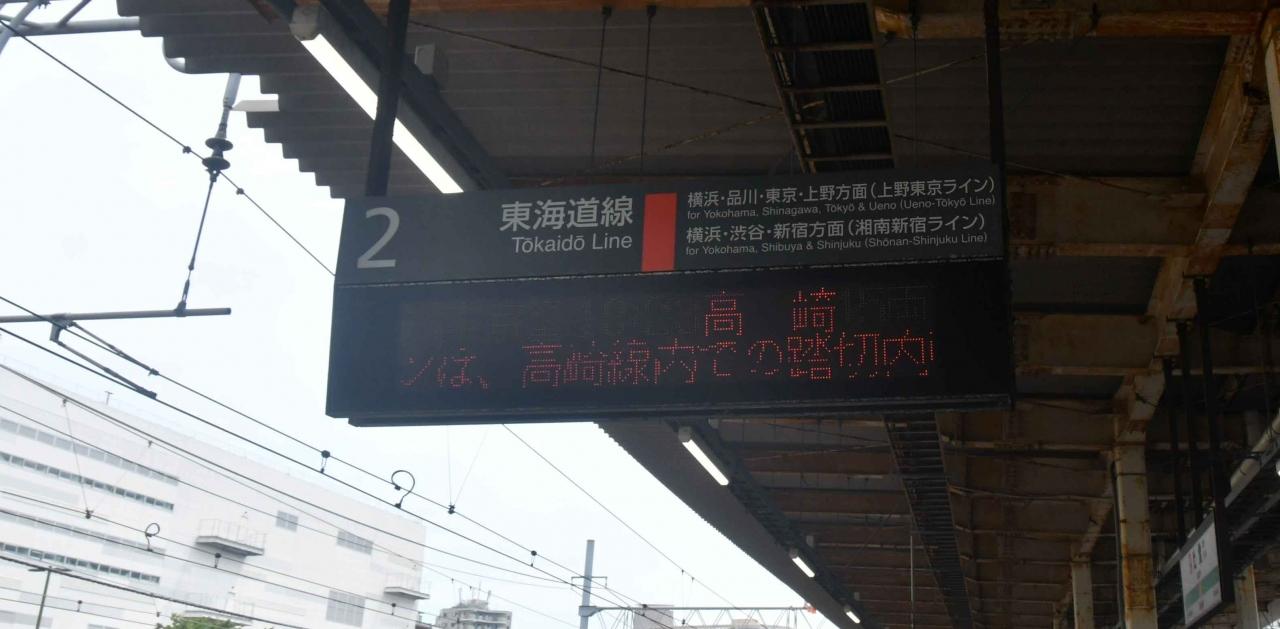 2
東海道線
Tōkaidō Line
横浜・品川・東京・上野方面(上野東京ライン)
for Yokohama, Shinagawa, Tōkyō & Ueno (Ueno-Tōkyō Line)
横浜・渋谷・新宿方面(湘南新宿ライン)
for Yokohama, Shibuya & Shinjuku (Shōnan-Shinjuku Line)
高 崎
ンは、高崎線内での踏切内